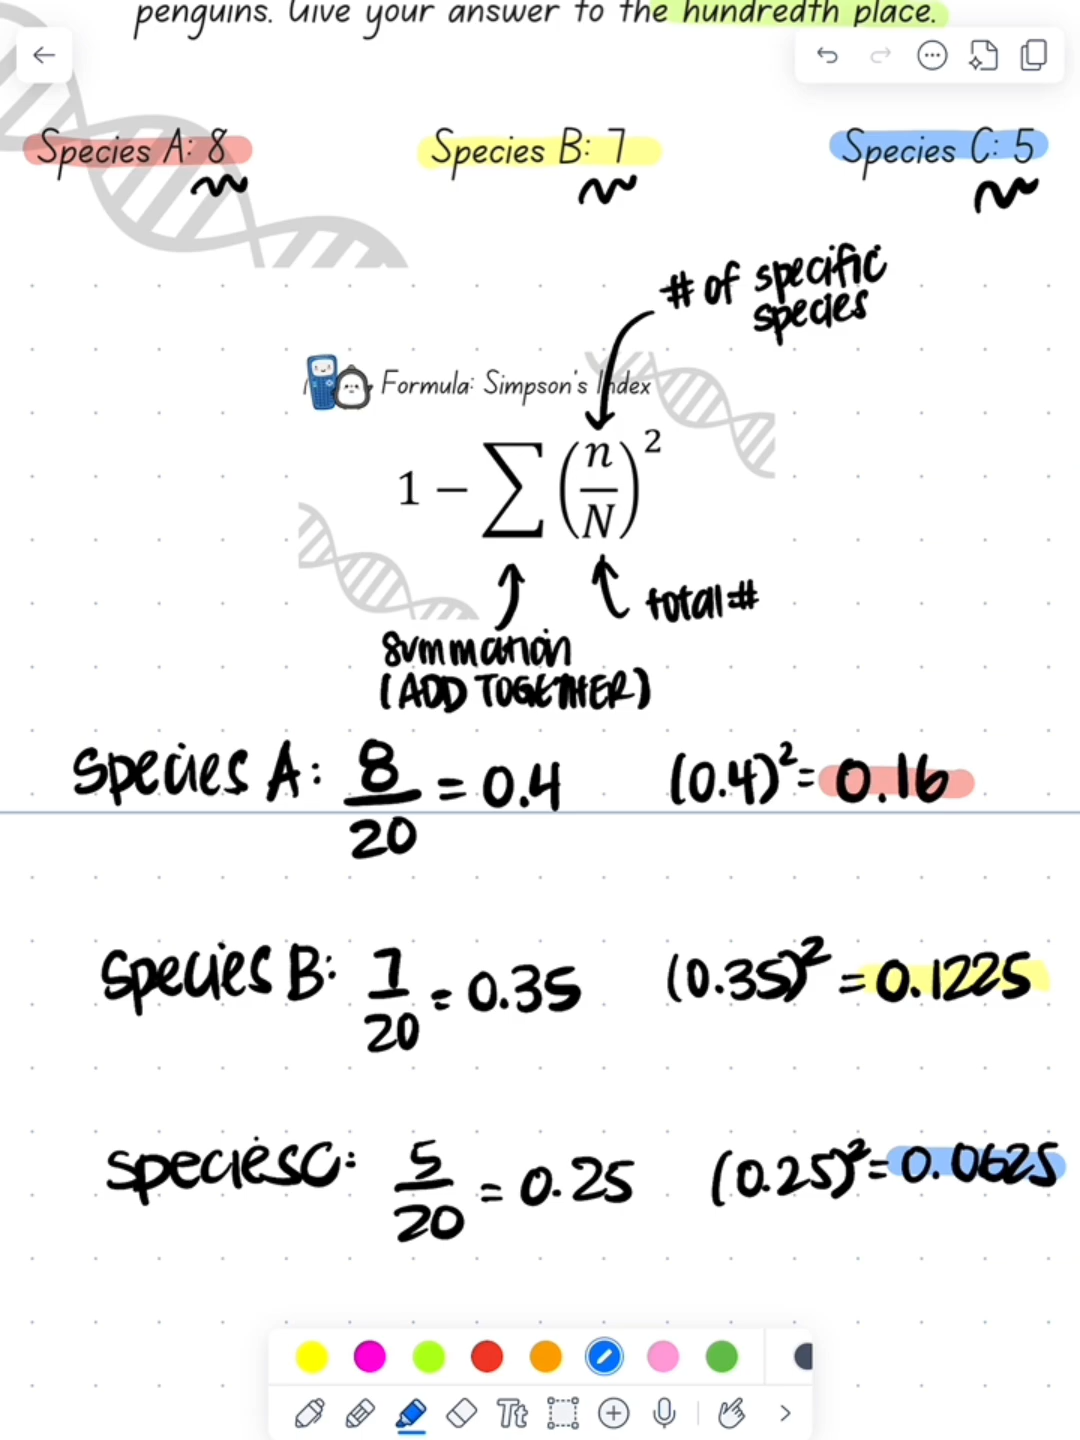 penguins. Give your answer to the hundredth place.
Species A: 8 Species B: 7 Species C: 5
# of specific
species
Formula: Simpson's Index
1 − ∑ (n/N)²
total #
summation
(ADD TOGETHER)
Species A: 8/20 = 0.4 (0.4)² = 0.16
Species B: 7/20 = 0.35 (0.35)² = 0.1225
Species C: 5/20 = 0.25 (0.25)² = 0.0625
Tt